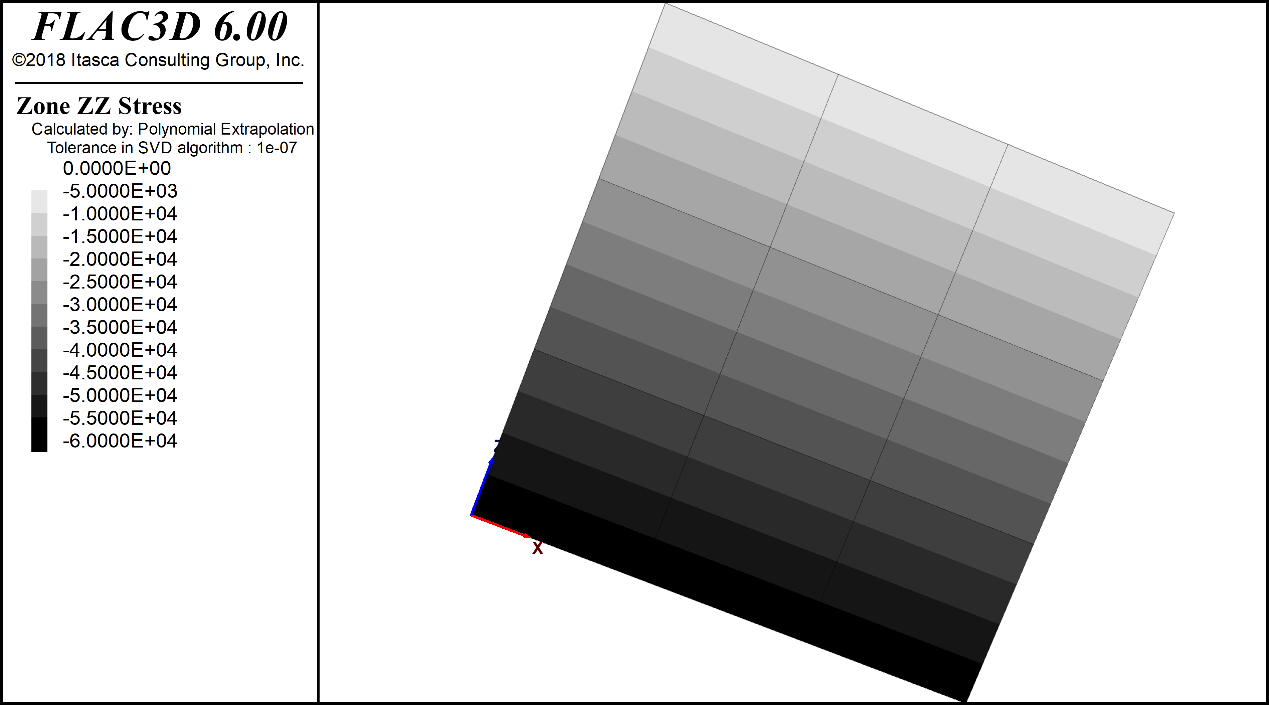 FLAC3D 6.00
©2018 Itasca Consulting Group, Inc.
Zone ZZ Stress
Calculated by: Polynomial Extrapolation
Tolerance in SVD algorithm : 1e-07
0.0000E+00
-5.0000E+03
-1.0000E+04
-1.5000E+04
-2.0000E+04
-2.5000E+04
-3.0000E+04
-3.5000E+04
-4.0000E+04
-4.5000E+04
-5.0000E+04
-5.5000E+04
-6.0000E+04
X